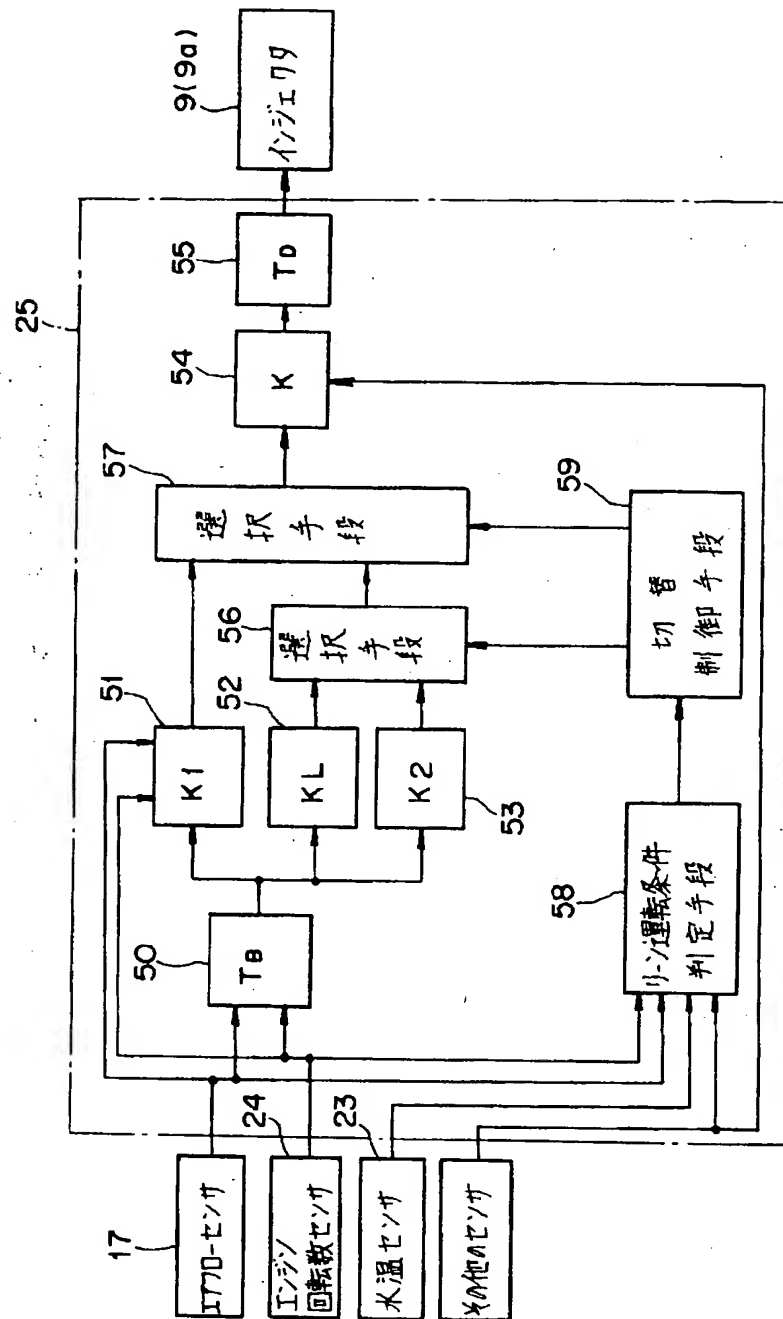 17
エアフローセンサ
24
エンジン
回転数センサ
23
水温センサ
その他のセンサ
25
50
TB
51
K1
52
KL
53
K2
56
選択手段
57
選択手段
58
リーン運転条件
判定手段
59
切替
制御手段
54
K
55
TD
9(9a)
インジェクタ